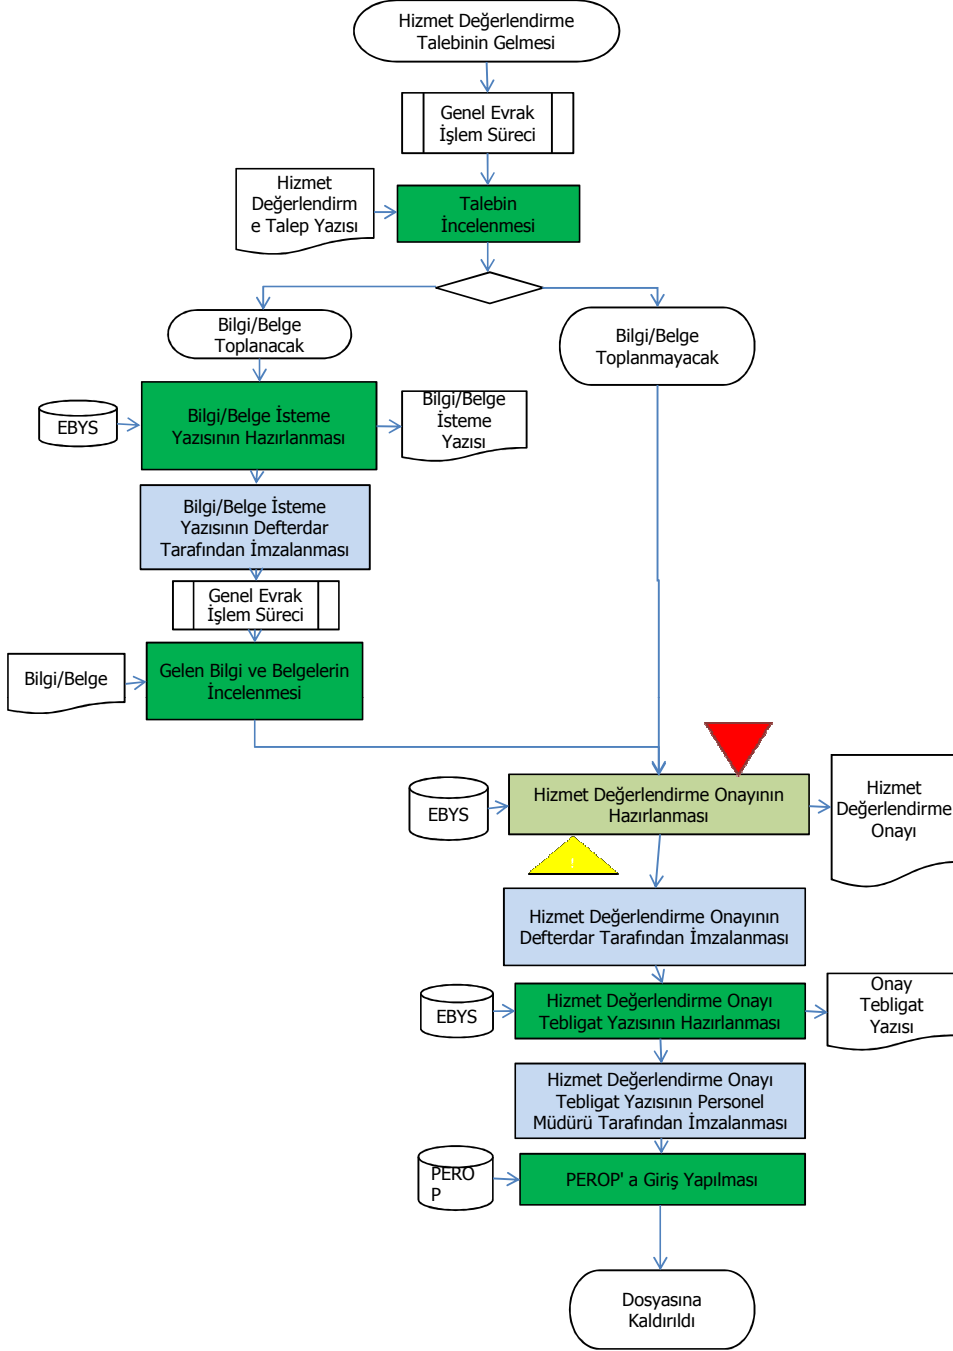 Hizmet Değerlendirme
Talebinin Gelmesi
Genel Evrak
İşlem Süreci
Hizmet
Değerlendirm
e Talep Yazısı
Talebin
İncelenmesi
Bilgi/Belge
Toplanacak
Bilgi/Belge
Toplanmayacak
EBYS
Bilgi/Belge İsteme
Yazısının Hazırlanması
Bilgi/Belge
İsteme
Yazısı
Bilgi/Belge İsteme
Yazısının Defterdar
Tarafından İmzalanması
Genel Evrak
İşlem Süreci
Bilgi/Belge
Gelen Bilgi ve Belgelerin
İncelenmesi
EBYS
Hizmet Değerlendirme Onayının
Hazırlanması
Hizmet
Değerlendirme
Onayı
!
Hizmet Değerlendirme Onayının
Defterdar Tarafından İmzalanması
EBYS
Hizmet Değerlendirme Onayı
Tebligat Yazısının Hazırlanması
Onay
Tebligat
Yazısı
Hizmet Değerlendirme Onayı
Tebligat Yazısının Personel
Müdürü Tarafından İmzalanması
PERO
P
PEROP' a Giriş Yapılması
Dosyasına
Kaldırıldı